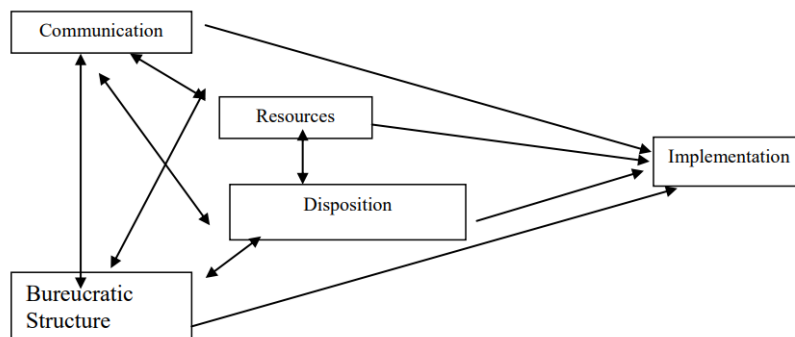 Communication
Resources
Implementation
Disposition
Bureucratic
Structure